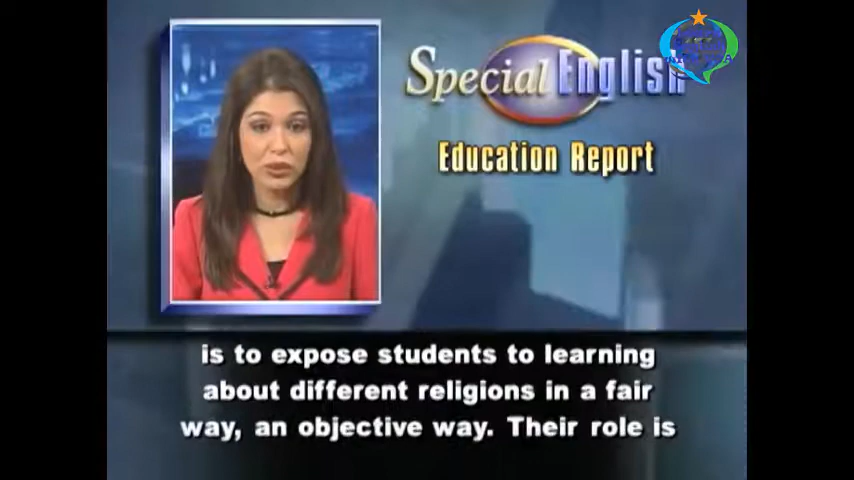 Special English
Education Report
is to expose students to learning
about different religions in a fair
way, an objective way. Their role is